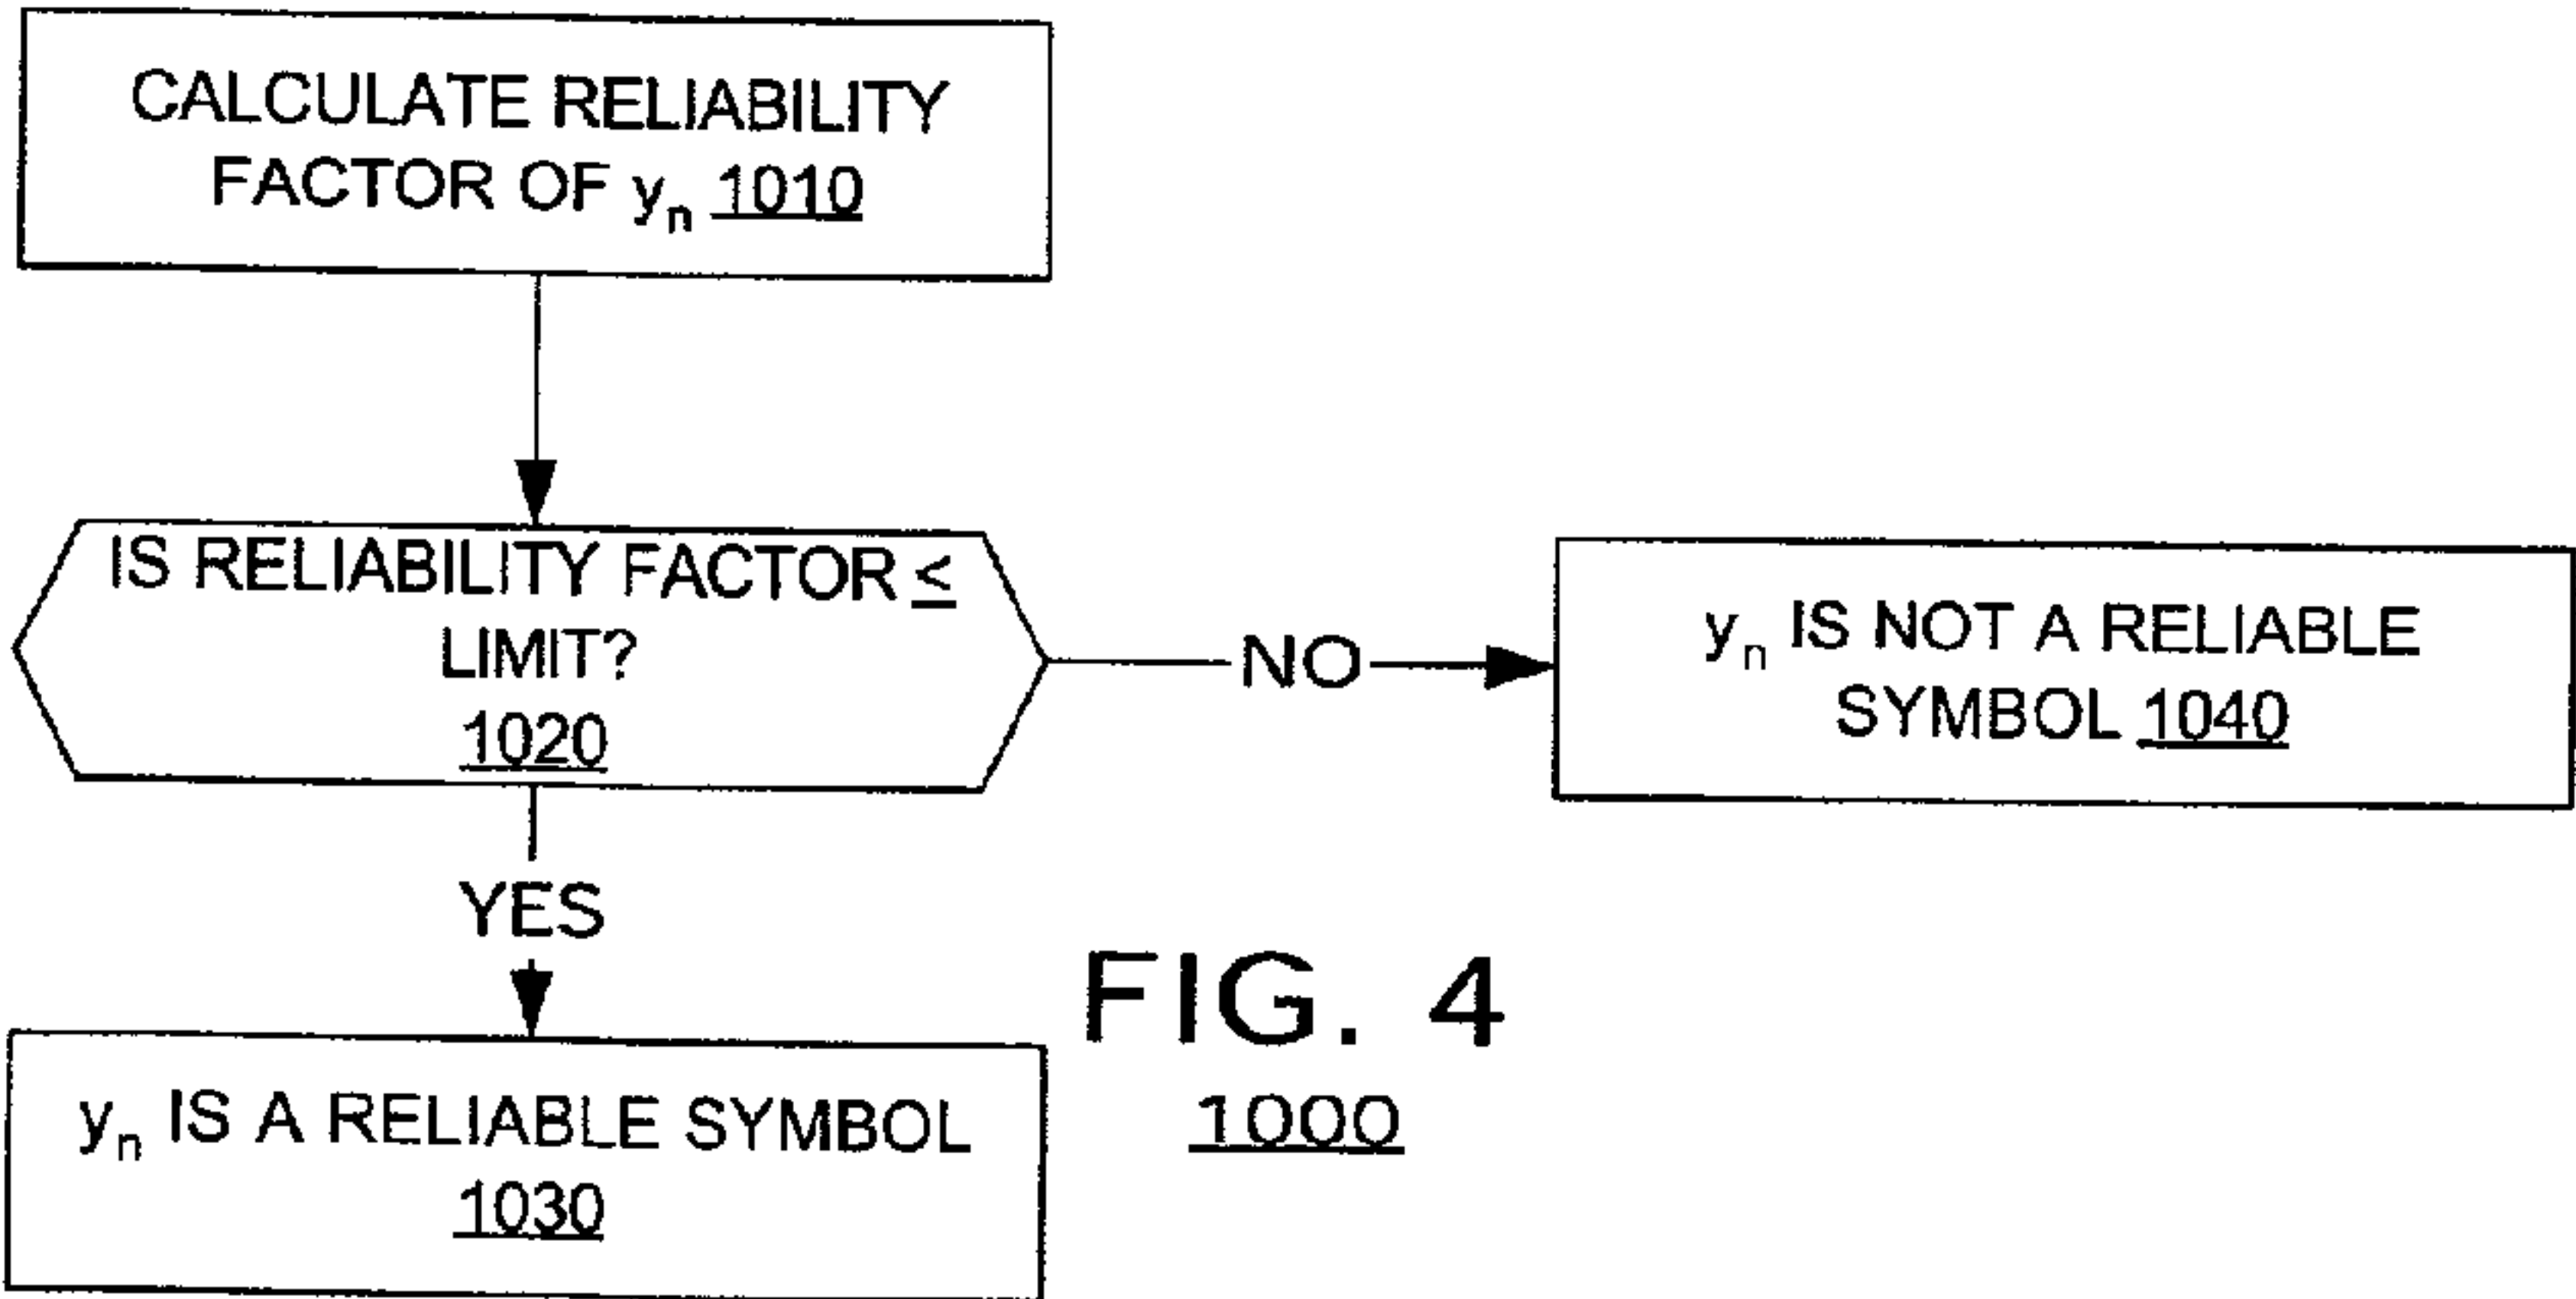 CALCULATE RELIABILITY
FACTOR OF yₙ 1010
IS RELIABILITY FACTOR ≤
LIMIT?
1020
NO
yₙ IS NOT A RELIABLE
SYMBOL 1040
YES
FIG. 4
1000
yₙ IS A RELIABLE SYMBOL
1030